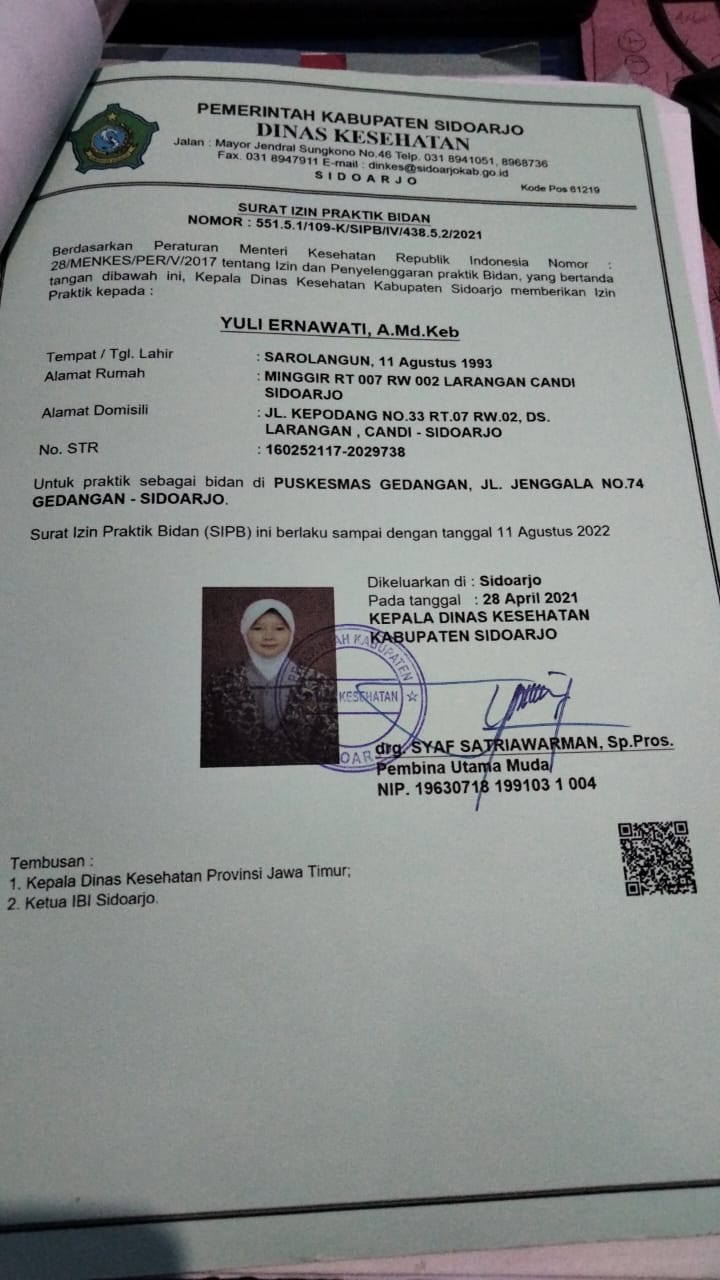 PEMERINTAH KABUPATEN SIDOARJO
DINAS KESEHATAN
Jalan : Mayor Jendral Sungkono No.46 Telp. 031 8941051, 8968736
Fax. 031 8947911 E-mail : dinkes@sidoarjokab.go.id
S I D O A R J O
Kode Pos 61219
SURAT IZIN PRAKTIK BIDAN
NOMOR : 551.5.1/109-K/SIPB/IV/438.5.2/2021
Berdasarkan Peraturan Menteri Kesehatan Republik Indonesia Nomor :
28/MENKES/PER/V/2017 tentang Izin dan Penyelenggaran praktik Bidan, yang bertanda
tangan dibawah ini, Kepala Dinas Kesehatan Kabupaten Sidoarjo memberikan Izin
Praktik kepada :
YULI ERNAWATI, A.Md.Keb
Tempat / Tgl. Lahir : SAROLANGUN, 11 Agustus 1993
Alamat Rumah : MINGGIR RT 007 RW 002 LARANGAN CANDI
SIDOARJO
Alamat Domisili : JL. KEPODANG NO.33 RT.07 RW.02, DS.
LARANGAN , CANDI - SIDOARJO
No. STR : 160252117-2029738
Untuk praktik sebagai bidan di PUSKESMAS GEDANGAN, JL. JENGGALA NO.74
GEDANGAN - SIDOARJO.
Surat Izin Praktik Bidan (SIPB) ini berlaku sampai dengan tanggal 11 Agustus 2022
Dikeluarkan di : Sidoarjo
Pada tanggal : 28 April 2021
KEPALA DINAS KESEHATAN
KABUPATEN SIDOARJO
KABUPATEN
KESEHATAN
drg. SYAF SATRIAWARMAN, Sp.Pros.
Pembina Utama Muda
NIP. 19630718 199103 1 004
Tembusan :
1. Kepala Dinas Kesehatan Provinsi Jawa Timur;
2. Ketua IBI Sidoarjo.